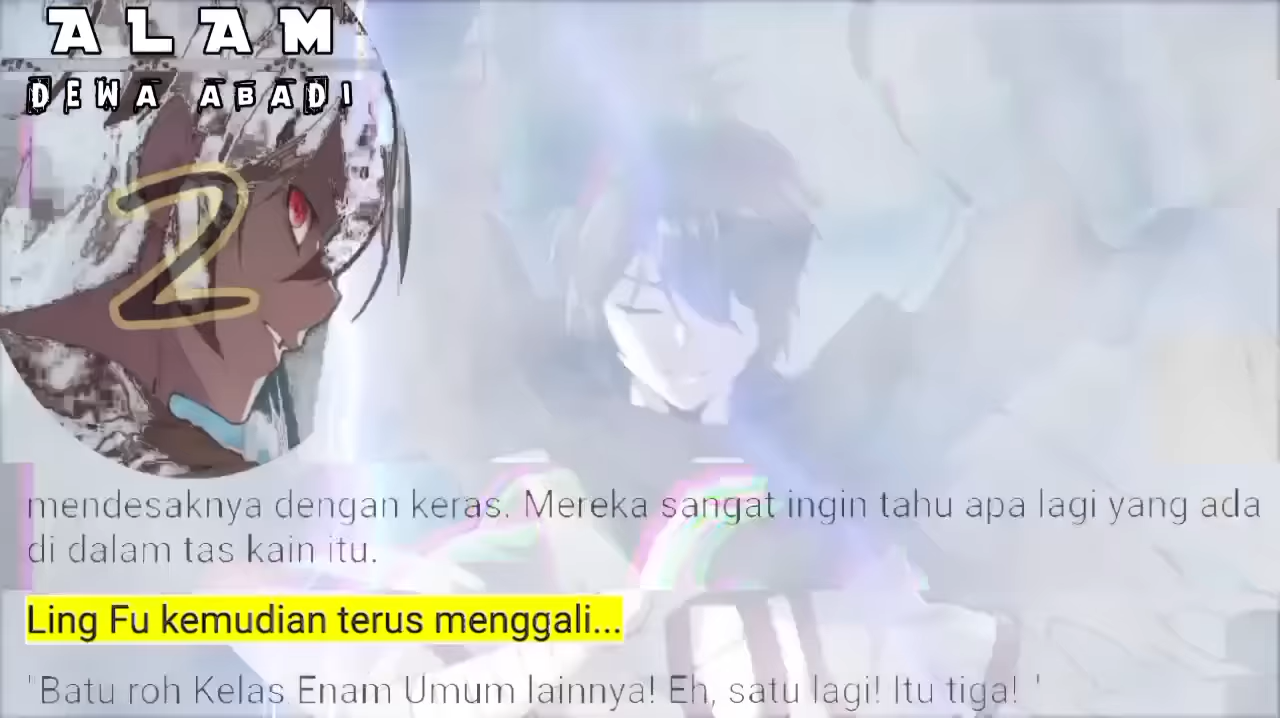 ALAM
DEWA ABADI
2
mendesaknya dengan keras. Mereka sangat ingin tahu apa lagi yang ada
di dalam tas kain itu.
Ling Fu kemudian terus menggali...
'Batu roh Kelas Enam Umum lainnya! Eh, satu lagi! Itu tiga! '